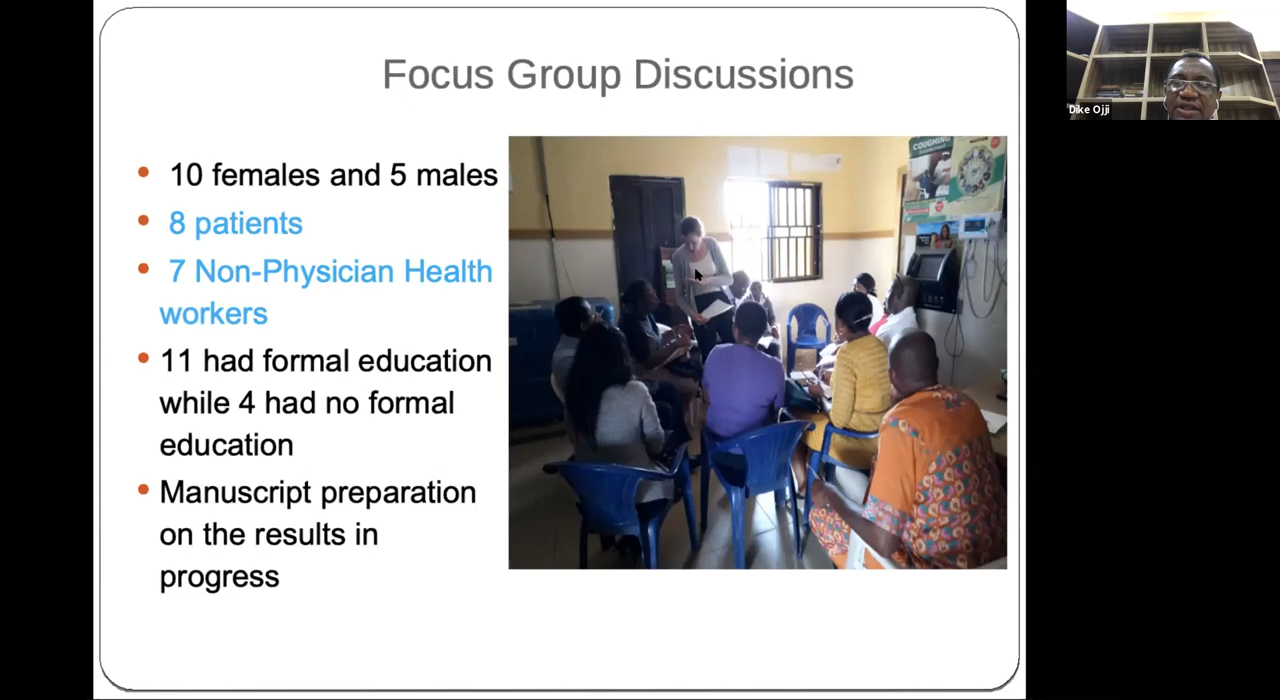 Focus Group Discussions
Dike Ojji
• 10 females and 5 males
• 8 patients
• 7 Non-Physician Health
workers
• 11 had formal education
while 4 had no formal
education
• Manuscript preparation
on the results in
progress
COUGHING